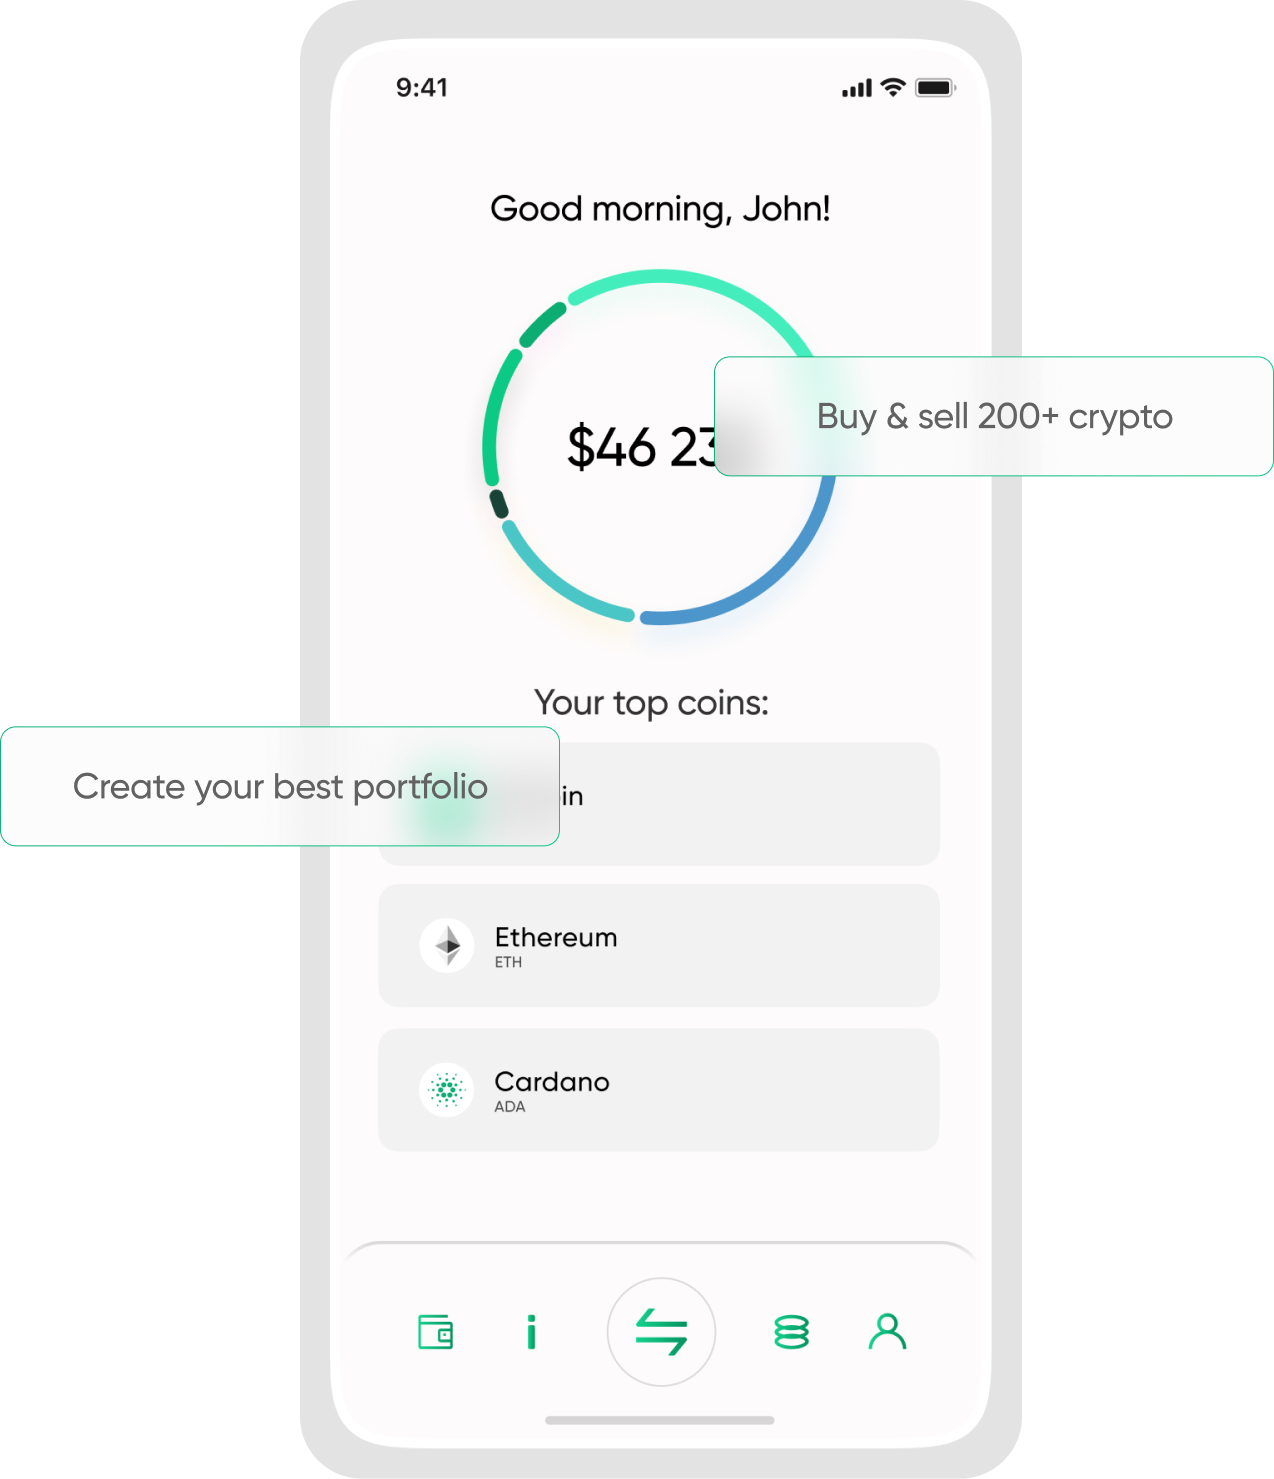 9:41
Good morning, John!
$46 23
Buy & sell 200+ crypto
Your top coins:
Create your best portfolio
in
Ethereum
ETH
Cardano
ADA